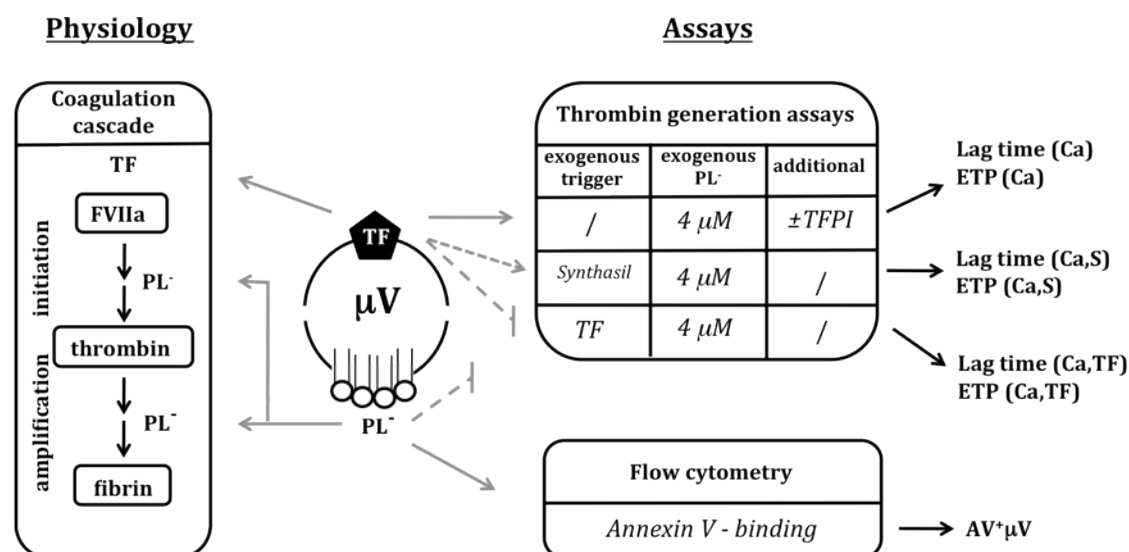 Physiology
Assays
Coagulation
cascade
TF
FVIIa
PL-
thrombin
PL-
fibrin
initiation
amplification
TF
μV
PL-
Thrombin generation assays
exogenous
trigger
exogenous
PL-
additional
/
4 μM
±TFPI
Synthasil
4 μM
/
TF
4 μM
/
Lag time (Ca)
ETP (Ca)
Lag time (Ca,S)
ETP (Ca,S)
Lag time (Ca,TF)
ETP (Ca,TF)
Flow cytometry
Annexin V - binding
AV+μV